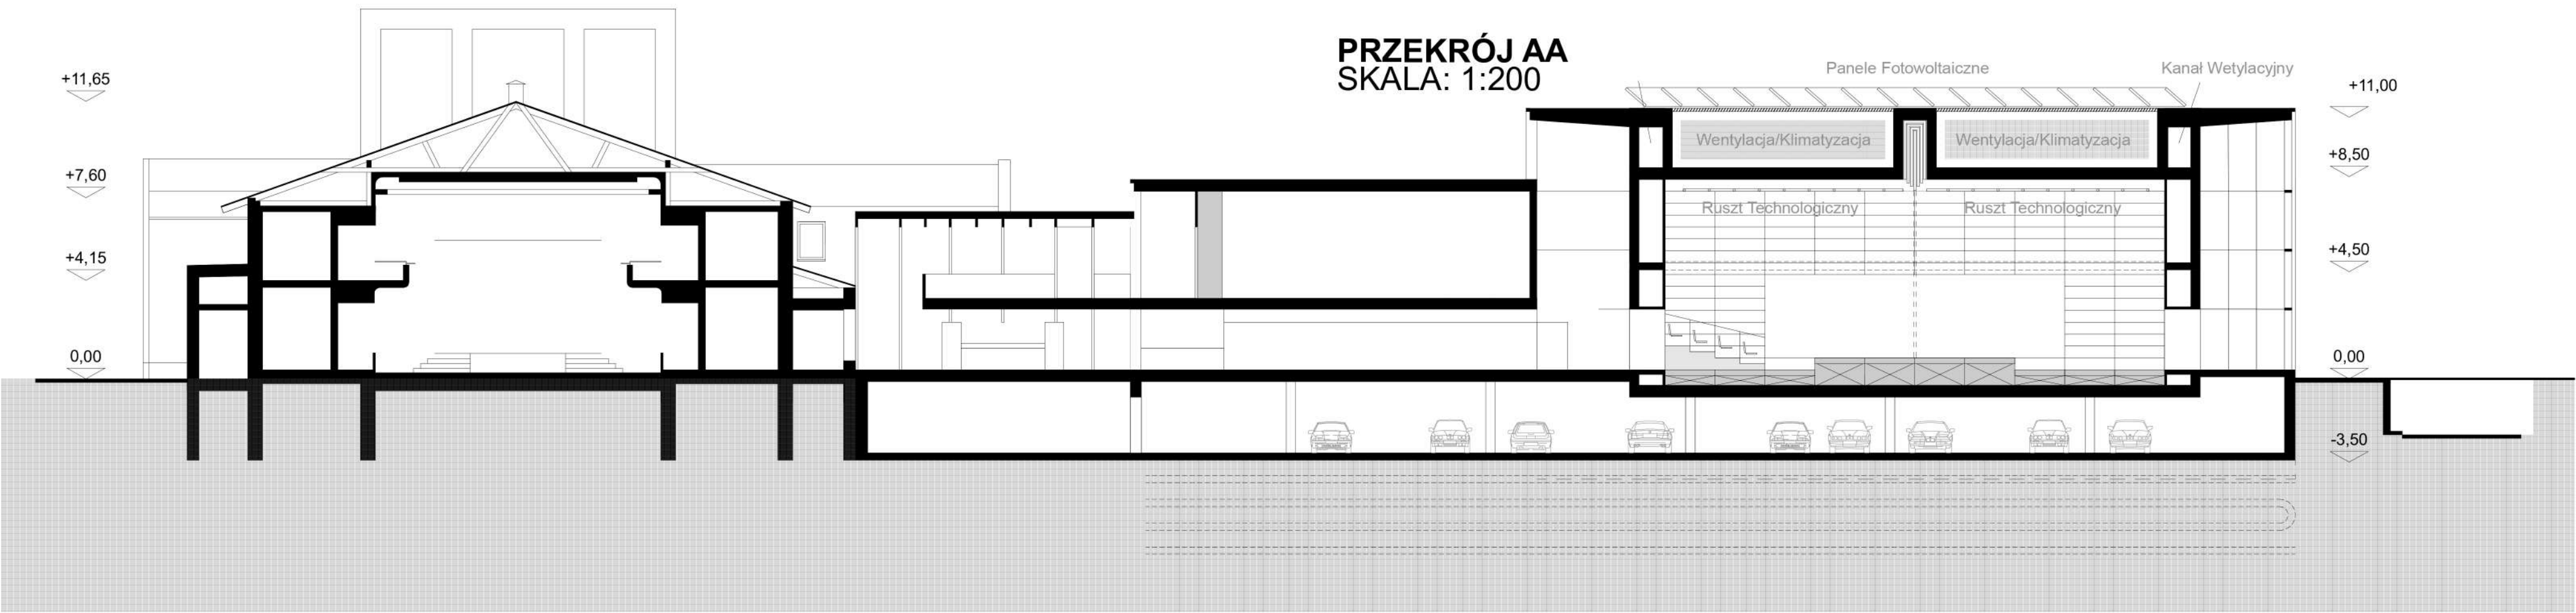 PRZEKRÓJ AA
SKALA: 1:200
Panele Fotowoltaiczne
Kanał Wetylacyjny
+11,65
+11,00
Wentylacja/Klimatyzacja
Wentylacja/Klimatyzacja
+8,50
+7,60
Ruszt Technologiczny
Ruszt Technologiczny
+4,15
+4,50
0,00
0,00
-3,50